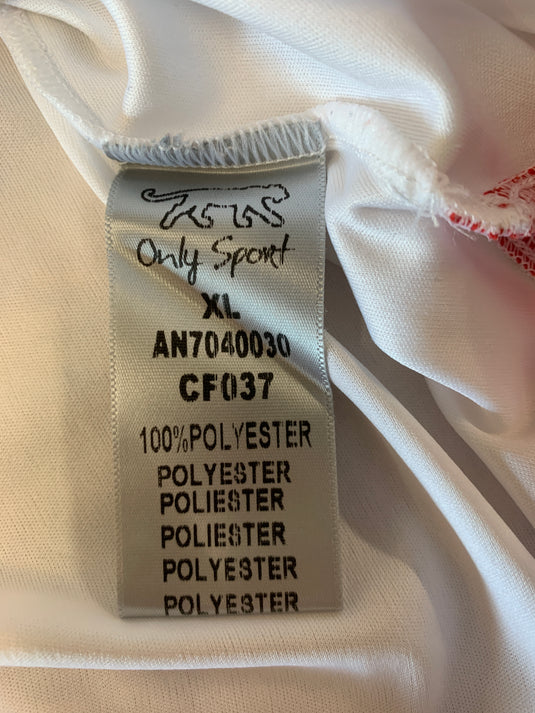 Only Sport
XL
AN7040030
CF037
100%POLYESTER
POLYESTER
POLIESTER
POLIESTER
POLYESTER
POLYESTER